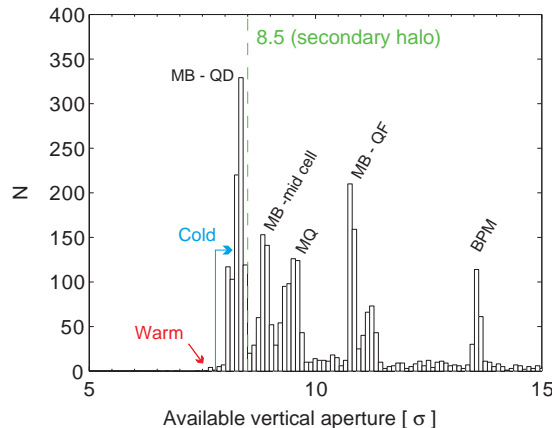 400
350
300
250
200
150
100
50
0
N
8.5 (secondary halo)
MB - QD
MB -mid cell
MQ
MB - QF
BPM
Cold
Warm
5
10
15
Available vertical aperture [ σ ]